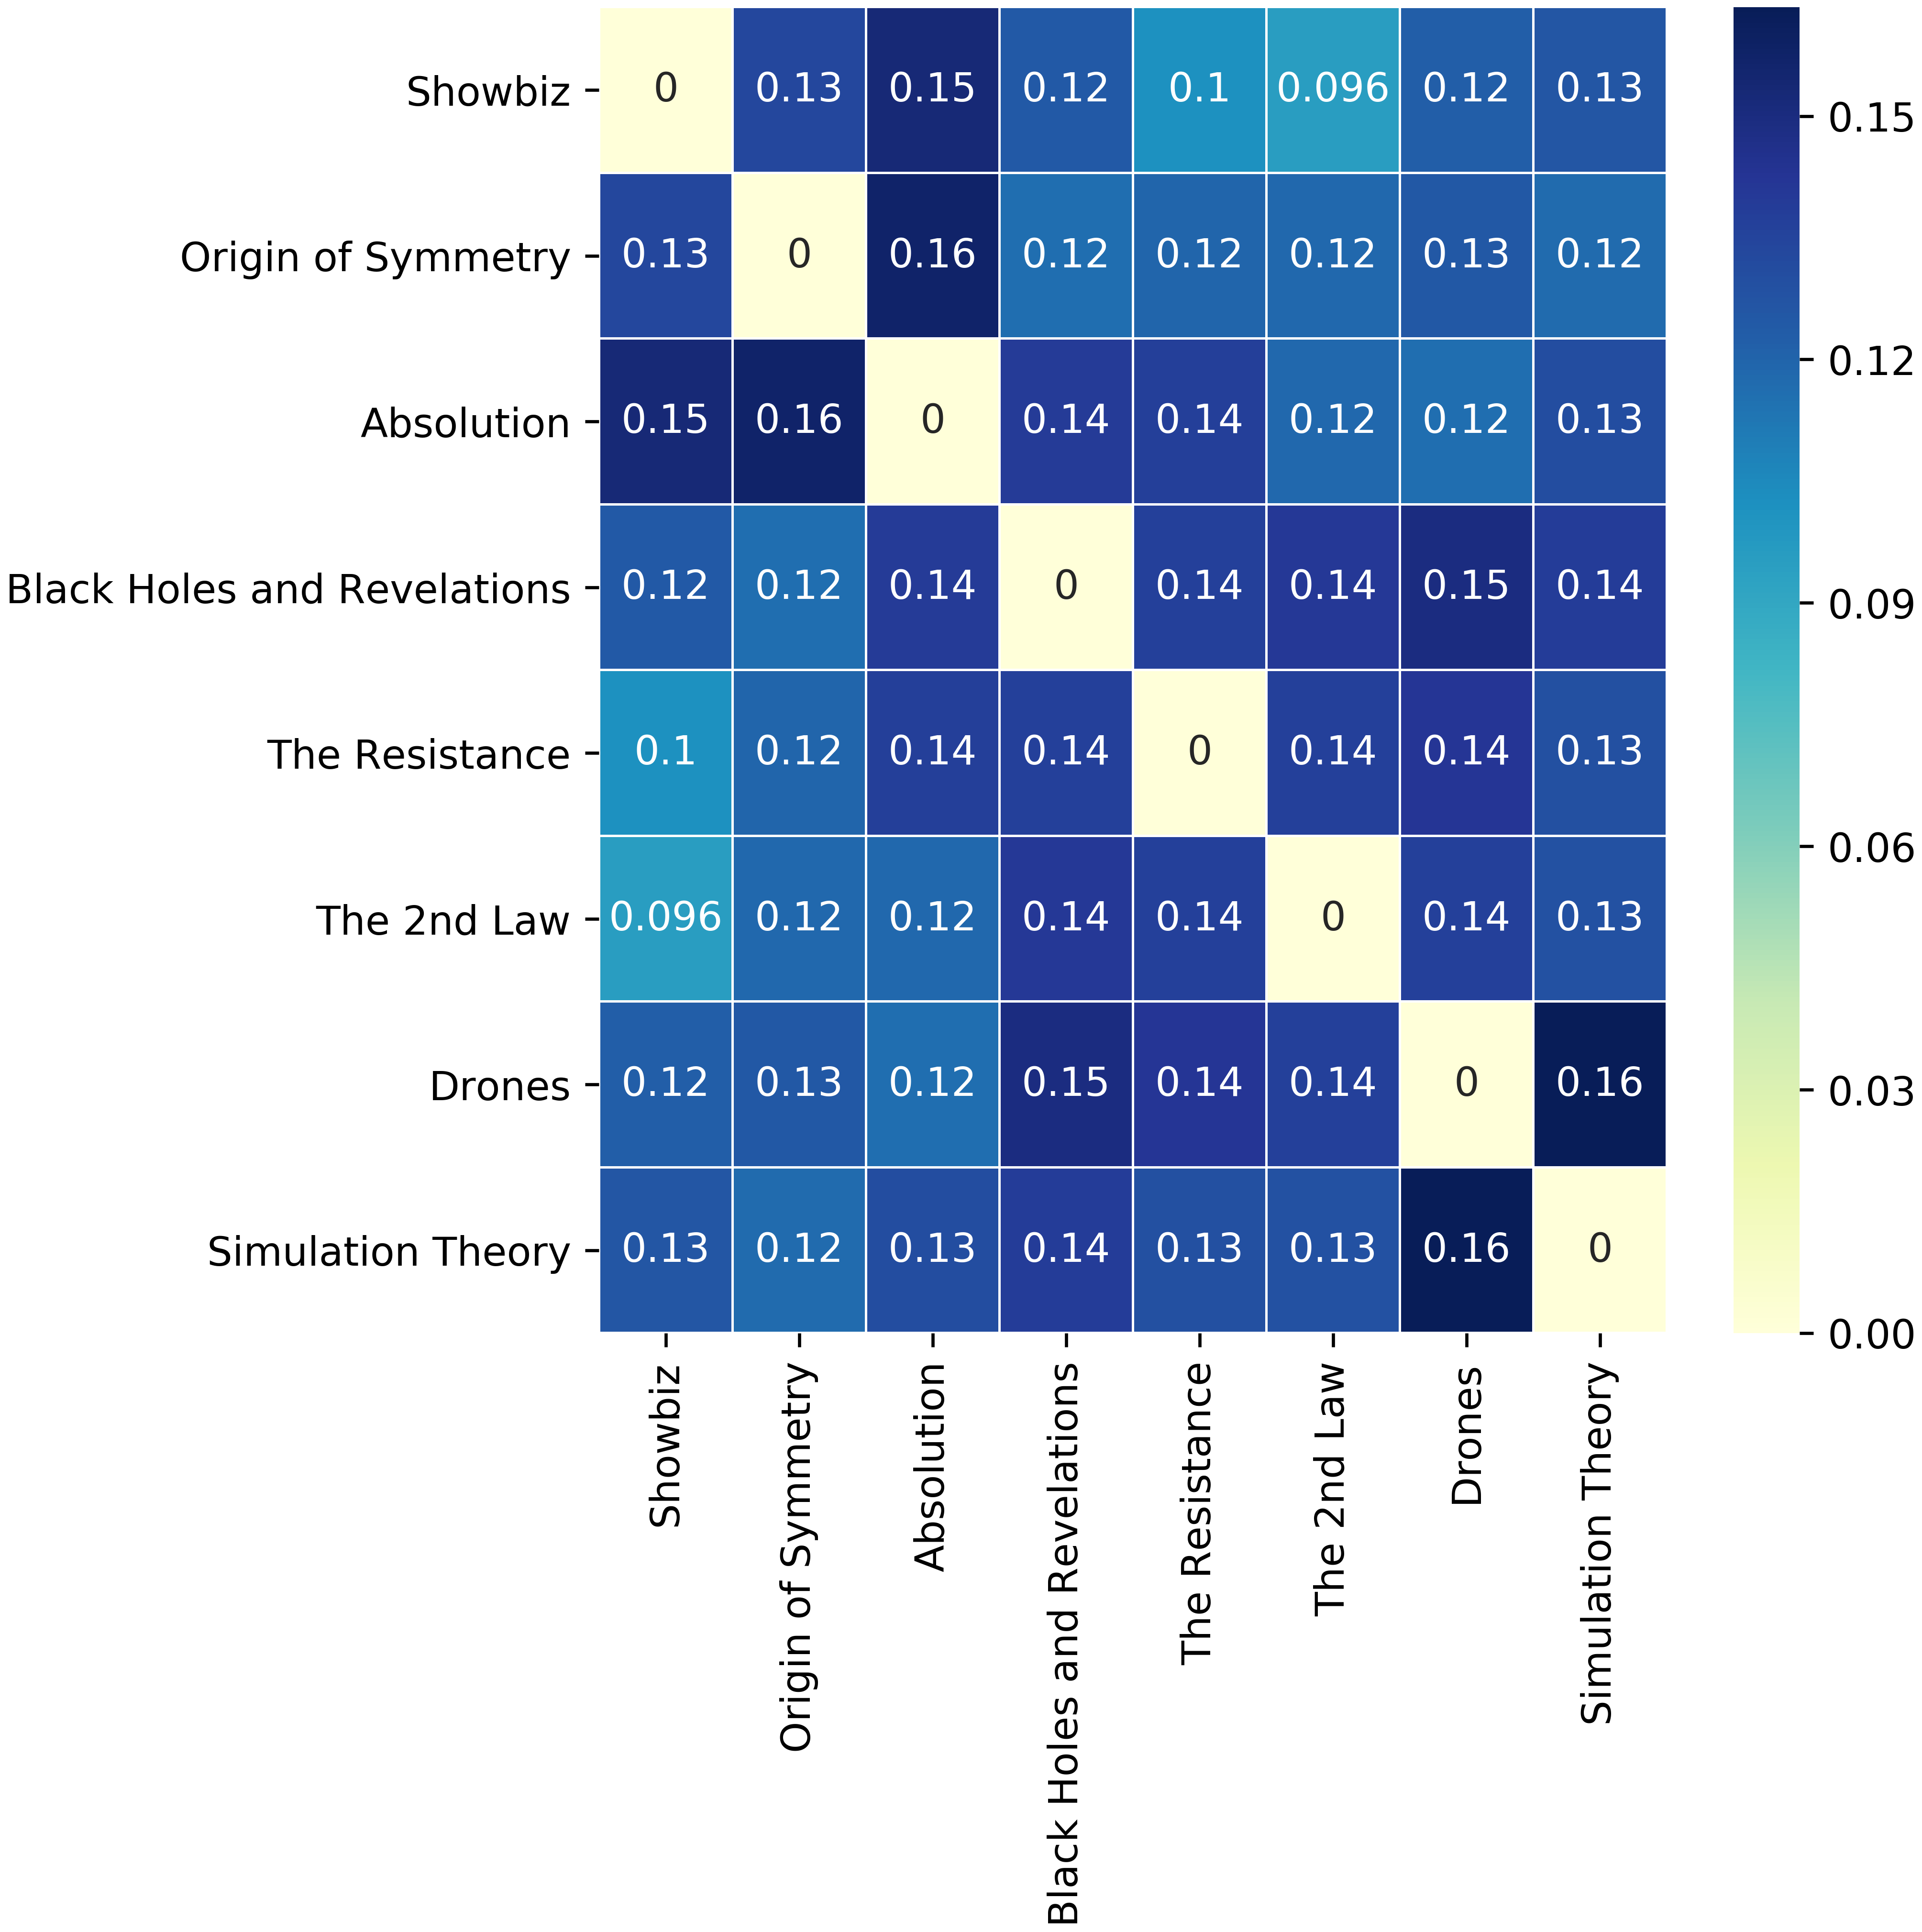 Showbiz 0 0.13 0.15 0.12 0.1 0.096 0.12 0.13
Origin of Symmetry 0.13 0 0.16 0.12 0.12 0.12 0.13 0.12
Absolution 0.15 0.16 0 0.14 0.14 0.12 0.12 0.13
Black Holes and Revelations 0.12 0.12 0.14 0 0.14 0.14 0.15 0.14
The Resistance 0.1 0.12 0.14 0.14 0 0.14 0.14 0.13
The 2nd Law 0.096 0.12 0.12 0.14 0.14 0 0.14 0.13
Drones 0.12 0.13 0.12 0.15 0.14 0.14 0 0.16
Simulation Theory 0.13 0.12 0.13 0.14 0.13 0.13 0.16 0
Showbiz
Origin of Symmetry
Absolution
Black Holes and Revelations
The Resistance
The 2nd Law
Drones
Simulation Theory
0.15
0.12
0.09
0.06
0.03
0.00